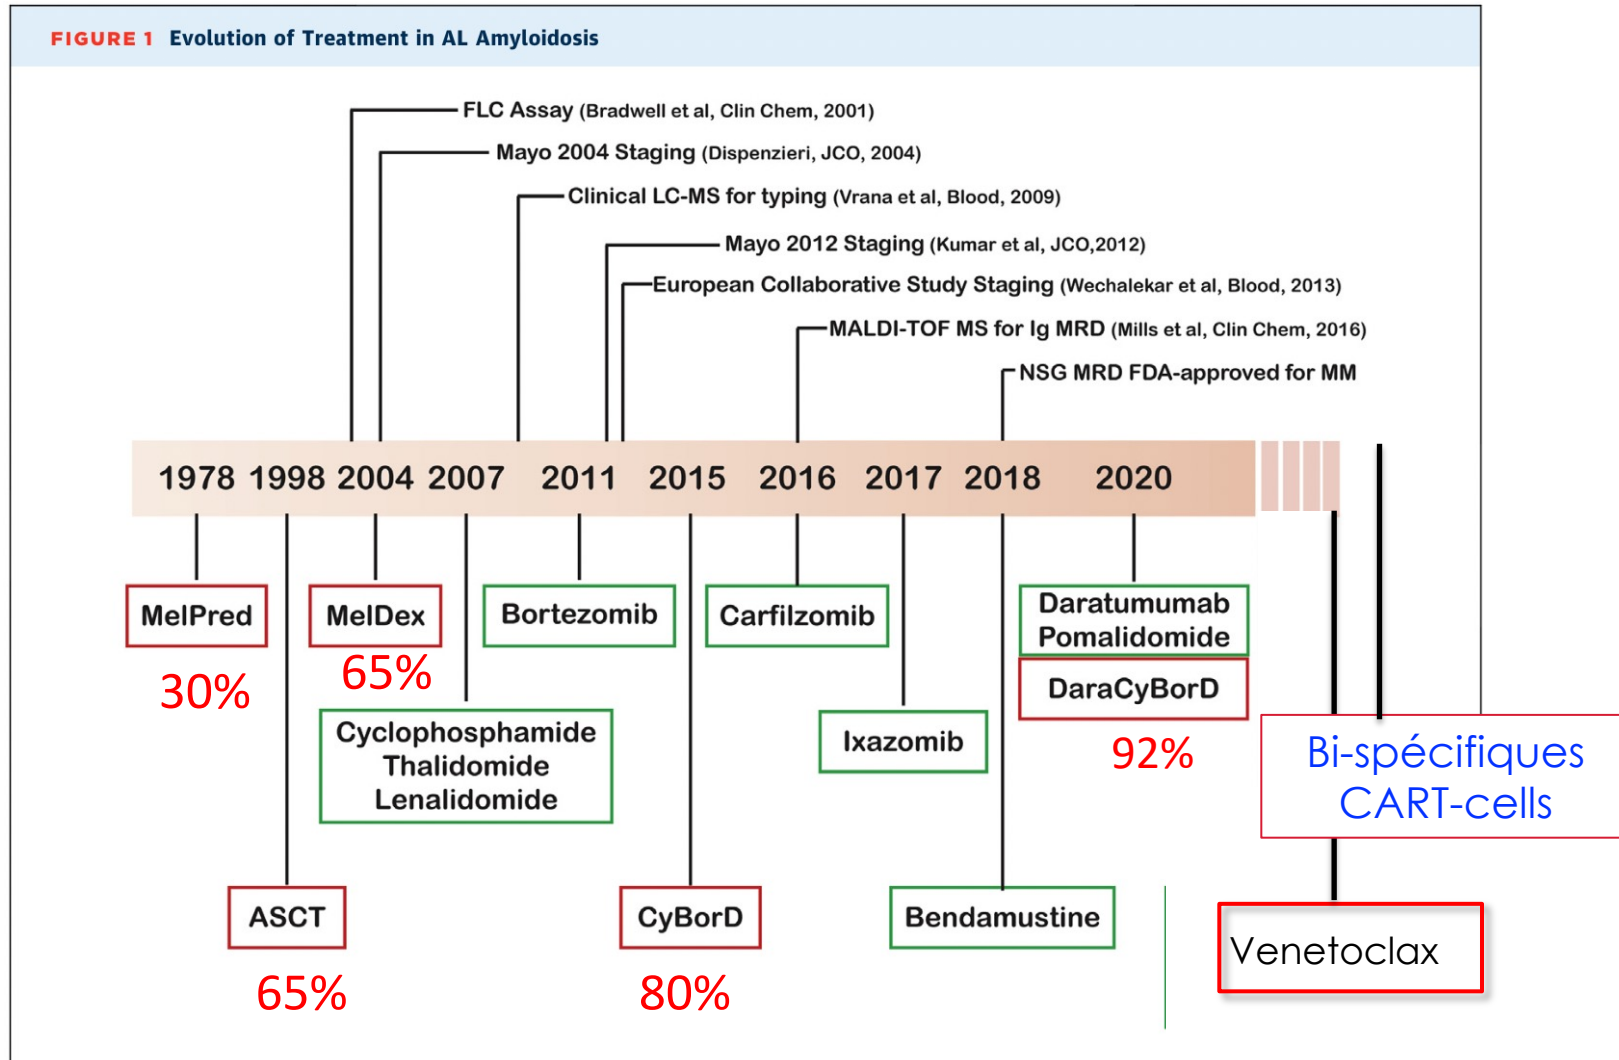 FIGURE 1 Evolution of Treatment in AL Amyloidosis
FLC Assay (Bradwell et al, Clin Chem, 2001)
Mayo 2004 Staging (Dispenzieri, JCO, 2004)
Clinical LC-MS for typing (Vrana et al, Blood, 2009)
Mayo 2012 Staging (Kumar et al, JCO,2012)
European Collaborative Study Staging (Wechalekar et al, Blood, 2013)
MALDI-TOF MS for Ig MRD (Mills et al, Clin Chem, 2016)
NSG MRD FDA-approved for MM
1978 1998 2004 2007 2011 2015 2016 2017 2018 2020
MelPred
30%
MelDex
65%
Bortezomib
Carfilzomib
Daratumumab
Pomalidomide
DaraCyBorD
92%
Cyclophosphamide
Thalidomide
Lenalidomide
Ixazomib
Bi-spécifiques
CART-cells
ASCT
65%
CyBorD
80%
Bendamustine
Venetoclax